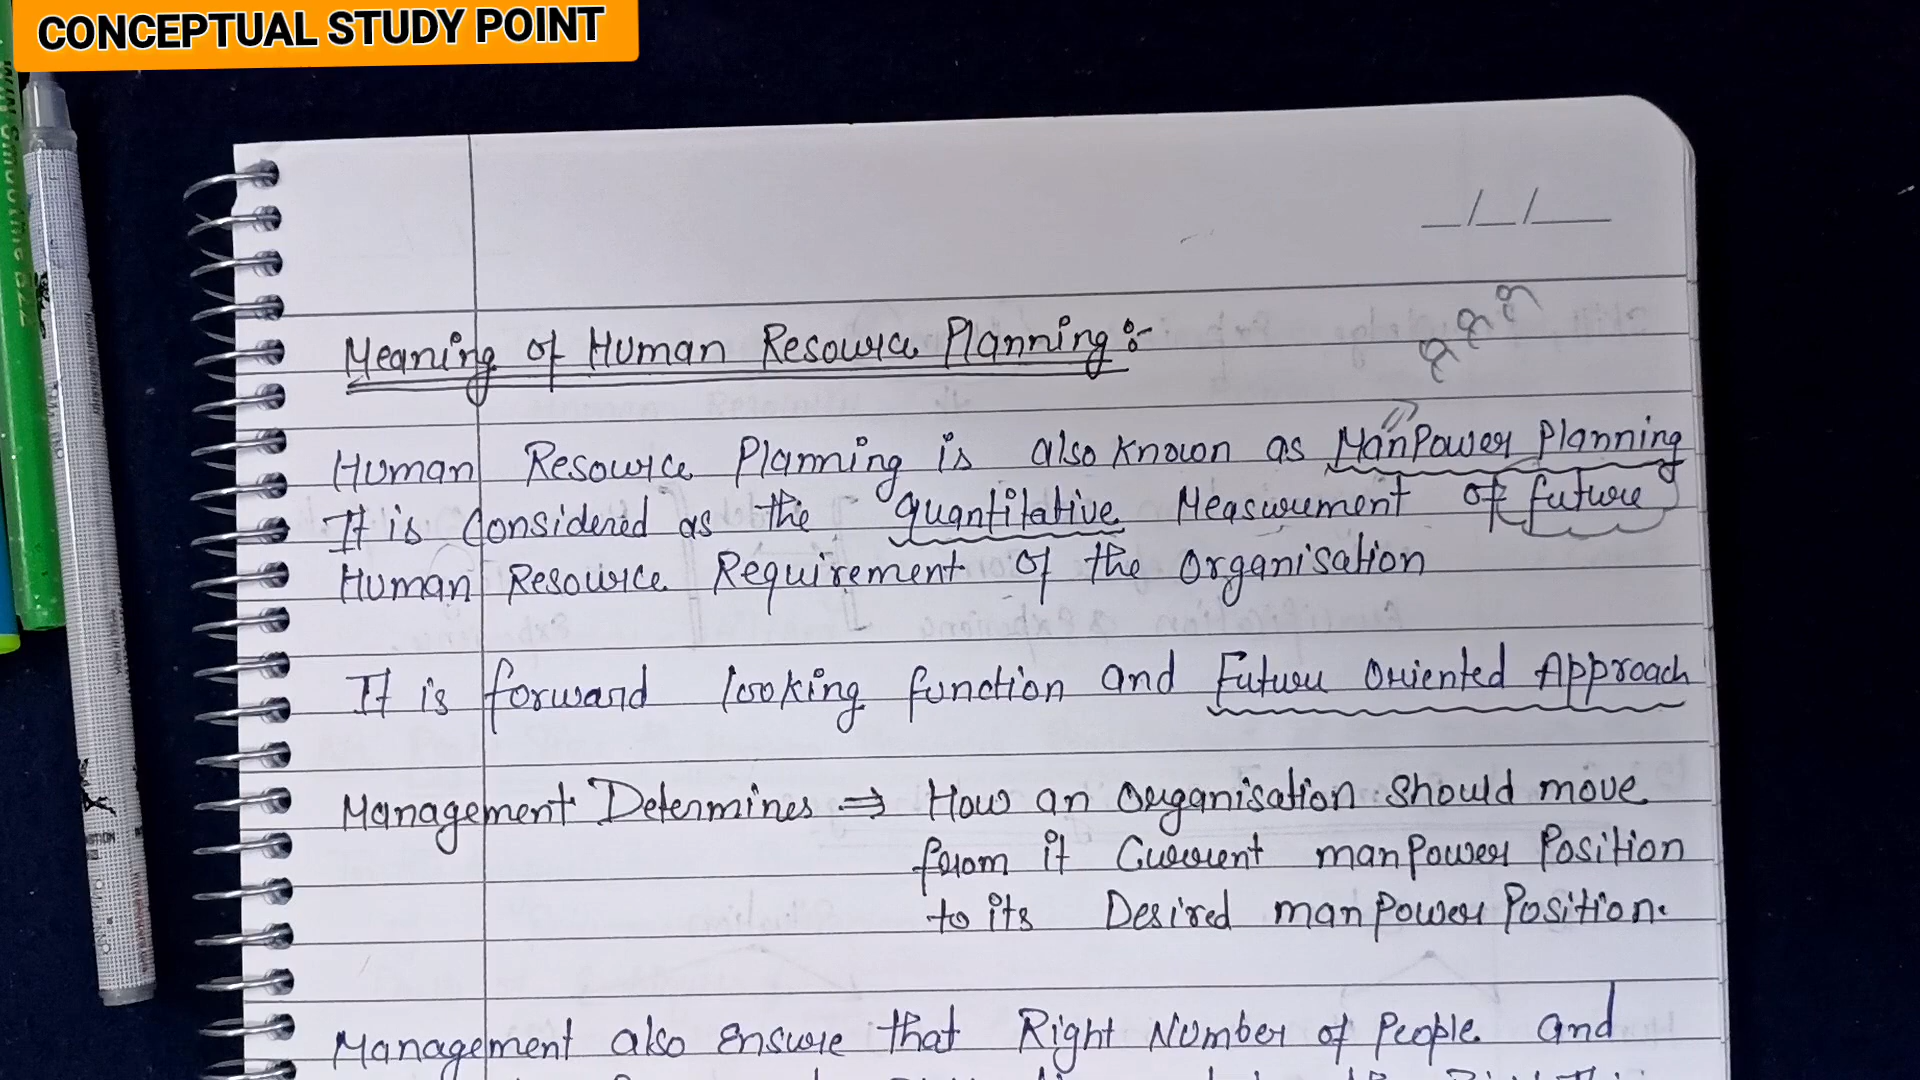 CONCEPTUAL STUDY POINT
_/_/__
Meaning of Human Resource Planning :-
Human Resource Planning is also known as ManPower Planning
It is Considered as the quantitative Measurement of future
Human Resource Requirement of the Organisation
It is forward looking function and Future Oriented Approach
Management Determines ⇒ How an organisation should move
from it Current manpower Position
to its Desired manpower Position.
Management also ensure that Right Number of People and